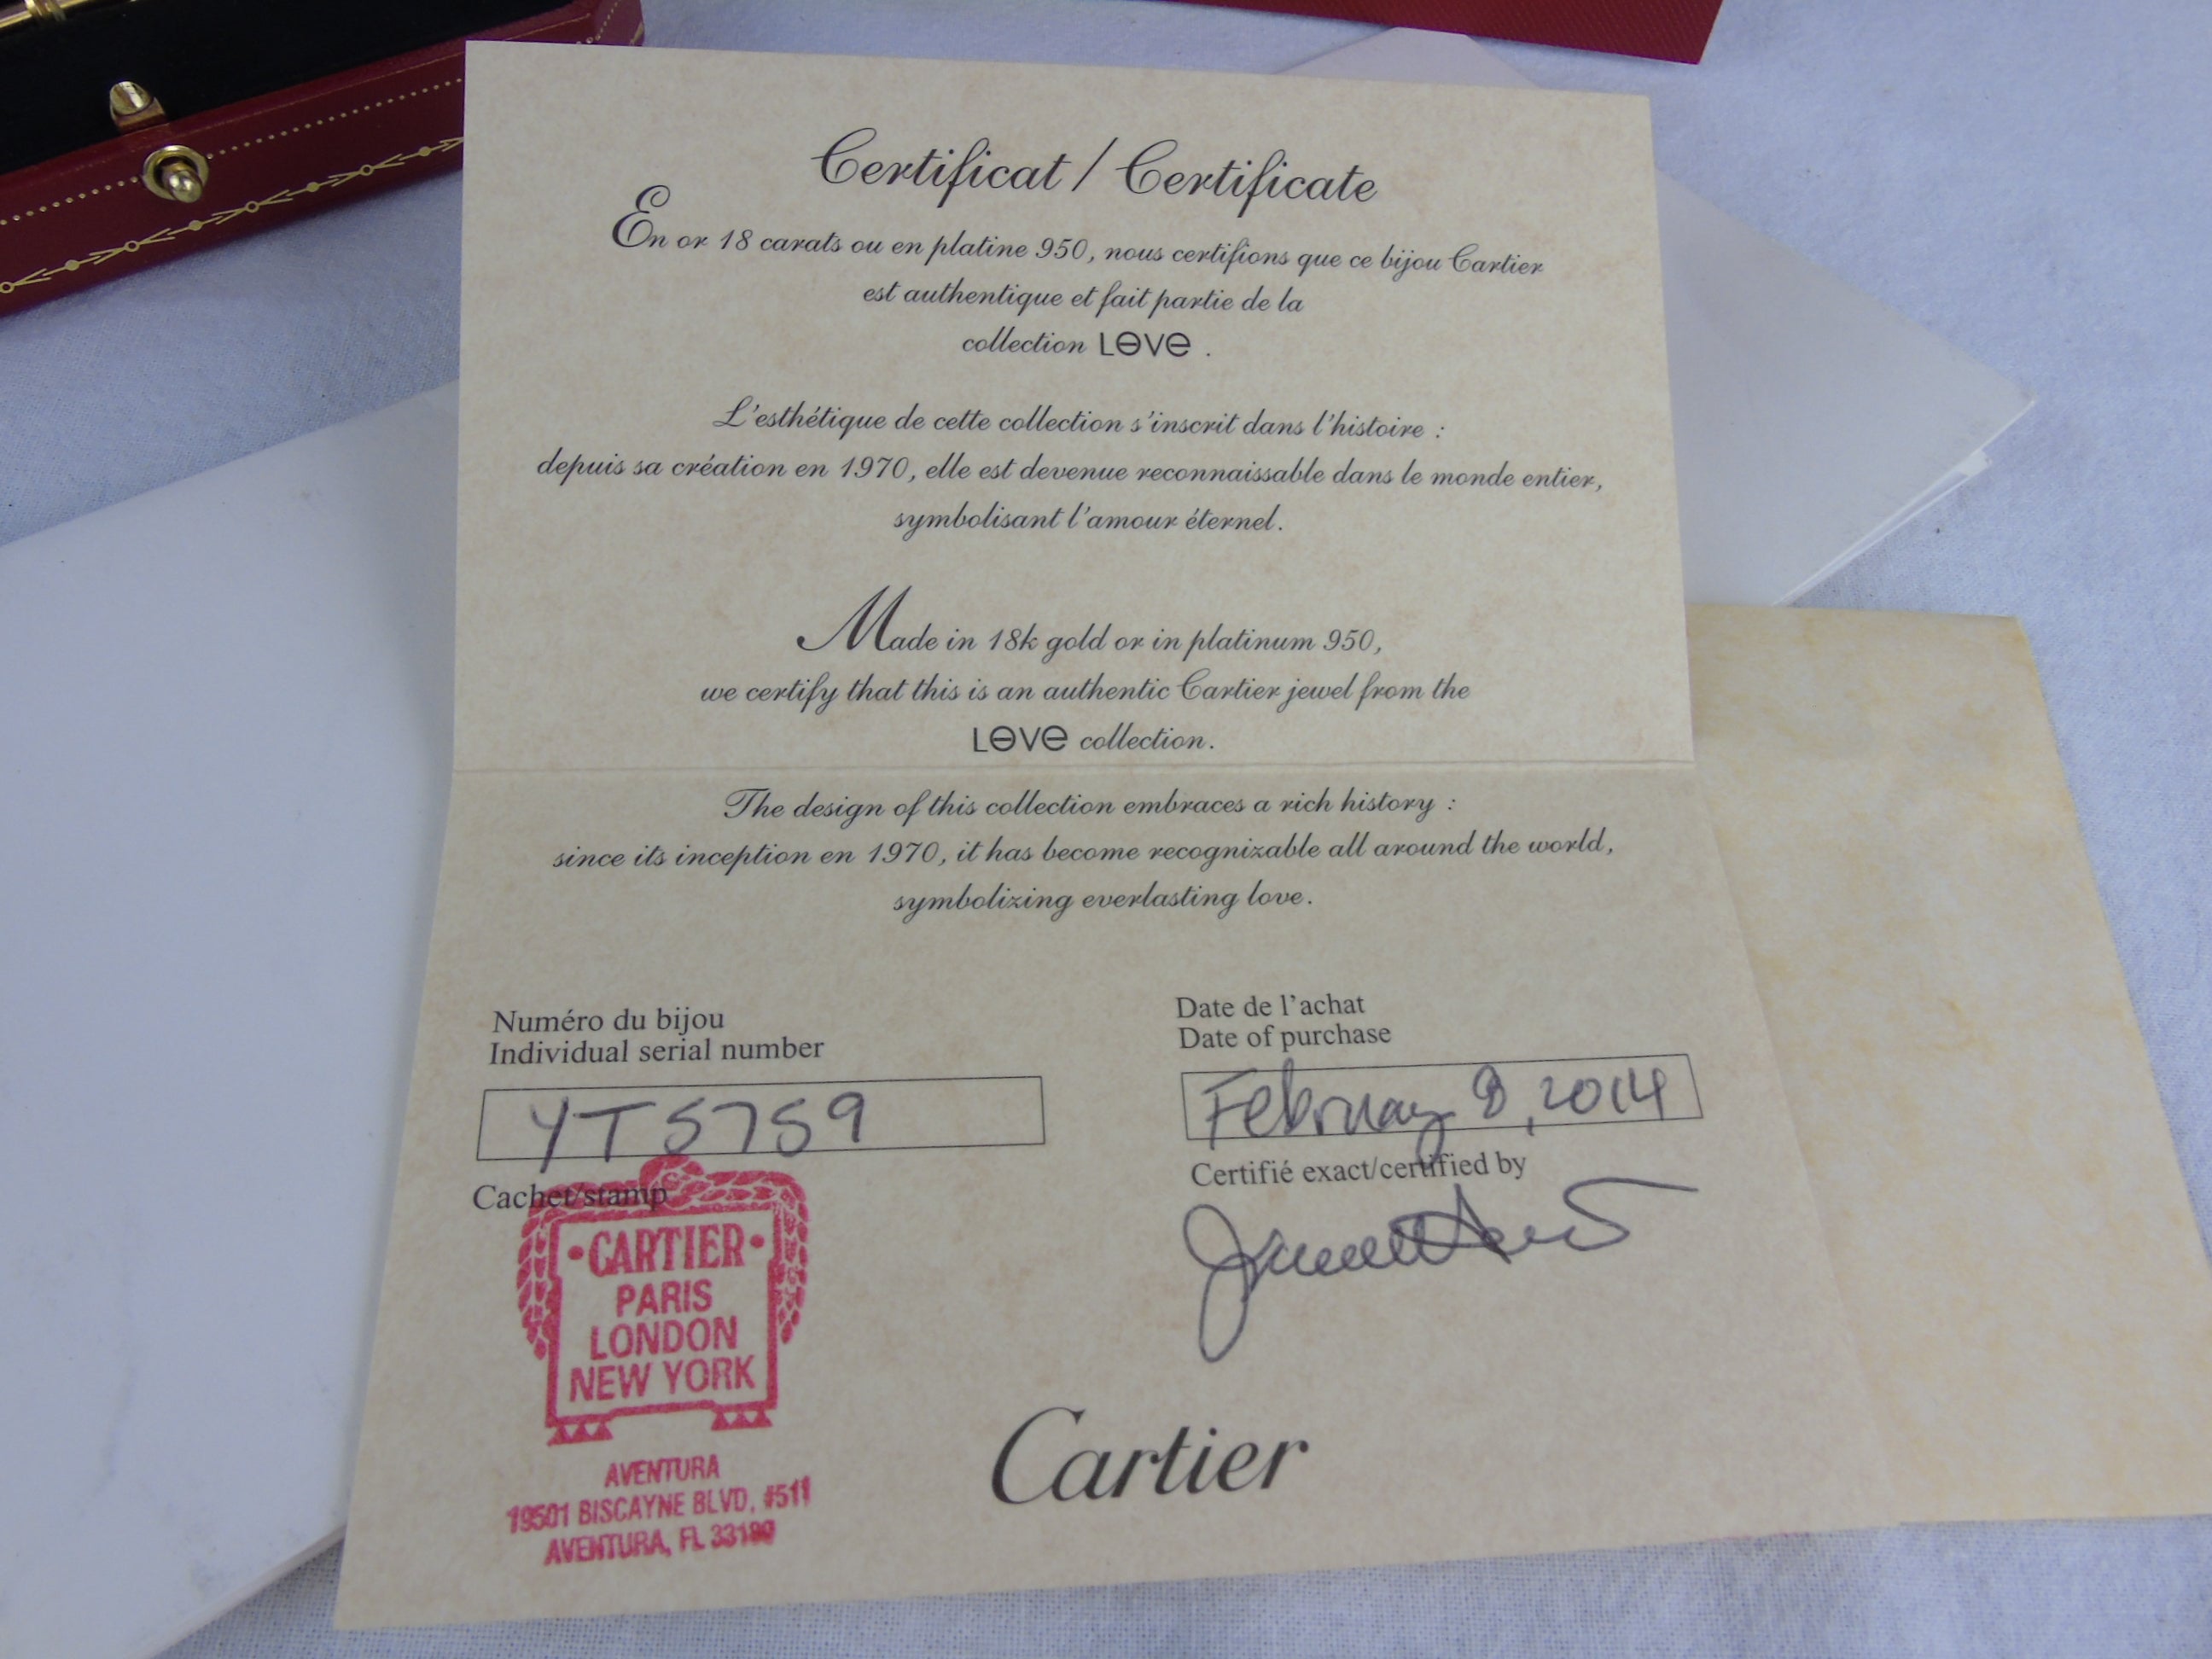 Certificat / Certificate
En or 18 carats ou en platine 950, nous certifions que ce bijou Cartier
est authentique et fait partie de la
collection LOVE .
L'esthétique de cette collection s'inscrit dans l'histoire :
depuis sa création en 1970, elle est devenue reconnaissable dans le monde entier,
symbolisant l'amour éternel.
Made in 18k gold or in platinum 950,
we certify that this is an authentic Cartier jewel from the
LOVE collection.
The design of this collection embraces a rich history :
since its inception en 1970, it has become recognizable all around the world,
symbolizing everlasting love.
Numéro du bijou
Individual serial number
YT5759
Date de l'achat
Date of purchase
February 8, 2014
Cachet/stamp
Certifié exact/certified by
·CARTIER·
PARIS
LONDON
NEW YORK
AVENTURA
19501 BISCAYNE BLVD, #511
AVENTURA, FL 33180
Cartier